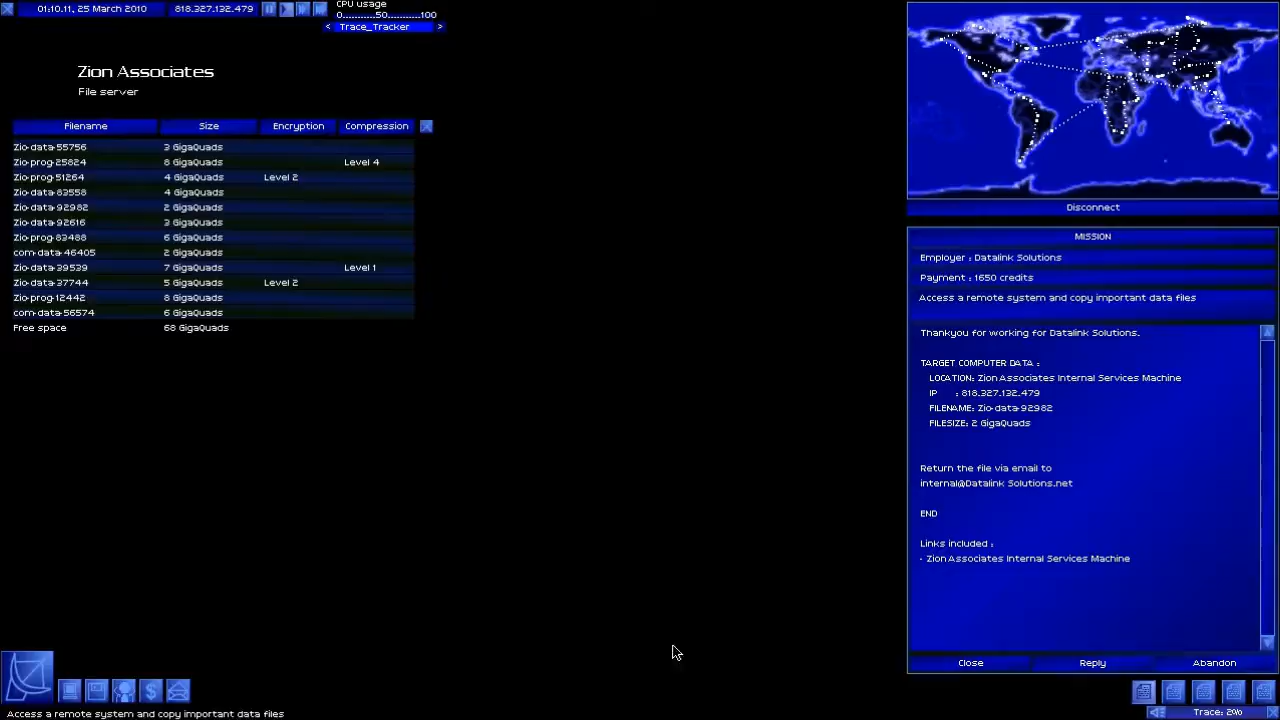 01:10.11, 25 March 2010
818.327.132.479
CPU usage
0.........50.........100
< Trace_Tracker >
Zion Associates
File server
Filename Size Encryption Compression
Zio-data-55756 3 GigaQuads
Zio-prog-25824 8 GigaQuads Level 4
Zio-prog-51264 4 GigaQuads Level 2
Zio-data-83558 4 GigaQuads
Zio-data-92982 2 GigaQuads
Zio-data-92616 3 GigaQuads
Zio-prog-83488 6 GigaQuads
com-data-46405 2 GigaQuads
Zio-data-39539 7 GigaQuads Level 1
Zio-data-37744 5 GigaQuads Level 2
Zio-prog-12442 8 GigaQuads
com-data-56574 6 GigaQuads
Free space 68 GigaQuads
Disconnect
MISSION
Employer : Datalink Solutions
Payment : 1650 credits
Access a remote system and copy important data files
Thankyou for working for Datalink Solutions.
TARGET COMPUTER DATA :
LOCATION: Zion Associates Internal Services Machine
IP : 818.327.132.479
FILENAME: Zio-data-92982
FILESIZE: 2 GigaQuads
Return the file via email to
internal@Datalink Solutions.net
END
Links included :
- Zion Associates Internal Services Machine
Close Reply Abandon
Access a remote system and copy important data files
Trace: 2%